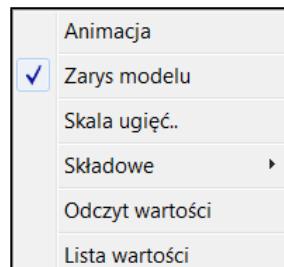 Animacja
Zarys modelu
Skala ugięć..
Składowe
Odczyt wartości
Lista wartości